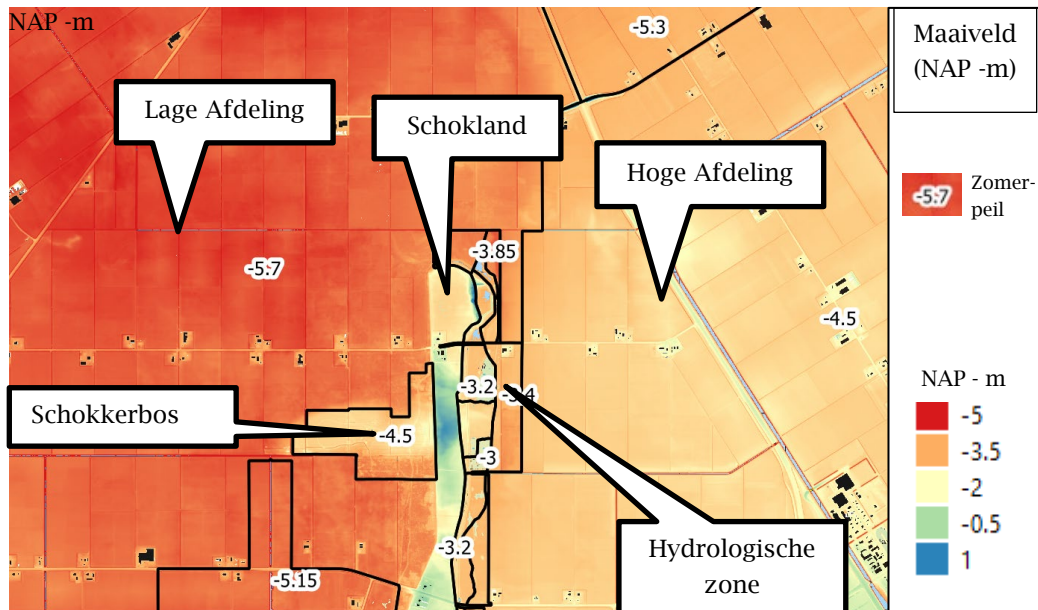 NAP -m
-5.3
Maaiveld
(NAP -m)
Lage Afdeling
Schokland
Hoge Afdeling
-5.7
Zomer-
peil
-3.85
-5.7
-4.5
-3.2
Schokkerbos
-4.5
-3
NAP - m
-5
-3.5
-2
-0.5
1
-3.2
Hydrologische
zone
-5.15